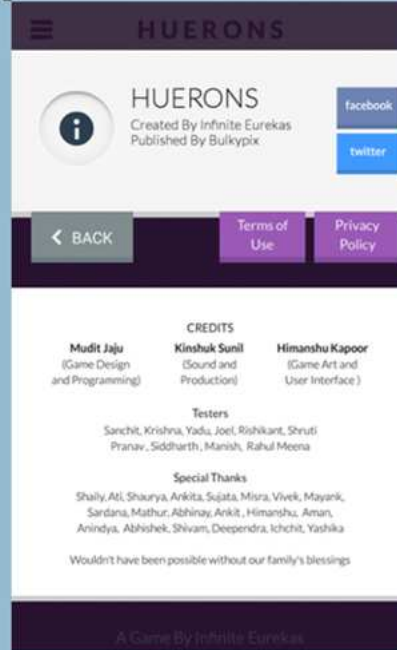 HUERONS
HUERONS
Created By Infinite Eurekas
Published By Bulkypix
facebook
twitter
BACK
Terms of
Use
Privacy
Policy
CREDITS
Mudit Jaju
(Game Design
and Programming)
Kinshuk Sunil
(Sound and
Production)
Himanshu Kapoor
(Game Art and
User Interface )
Testers
Sanchit, Krishna, Yadu, Joel, Rishikant, Shruti
Pranav , Siddharth , Manish, Rahul Meena
Special Thanks
Shaily, Ati, Shaurya, Ankita, Sujata, Misra, Vivek, Mayank,
Sardana, Mathur, Abhinay, Ankit , Himanshu, Aman,
Anindya, Abhishek, Shivam, Deependra, Ichchit, Yashika
Wouldn't have been possible without our family's blessings
A Game By Infinite Eurekas